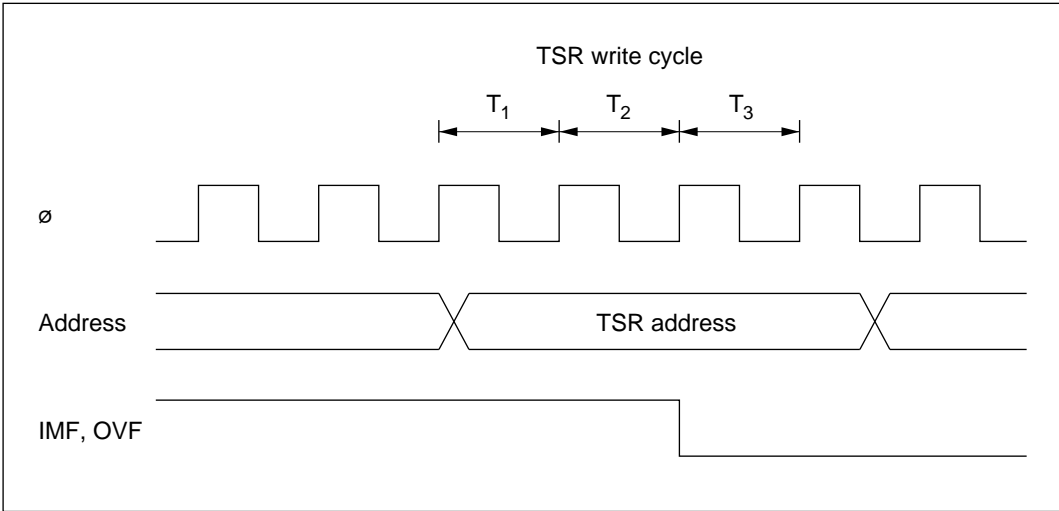 TSR write cycle
T1 T2 T3
ø
Address
TSR address
IMF, OVF